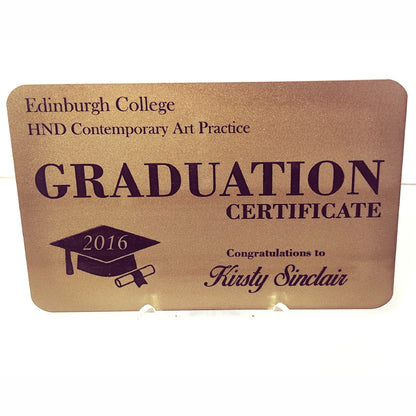 Edinburgh College
HND Contemporary Art Practice
GRADUATION
CERTIFICATE
2016
Congratulations to
Kirsty Sinclair